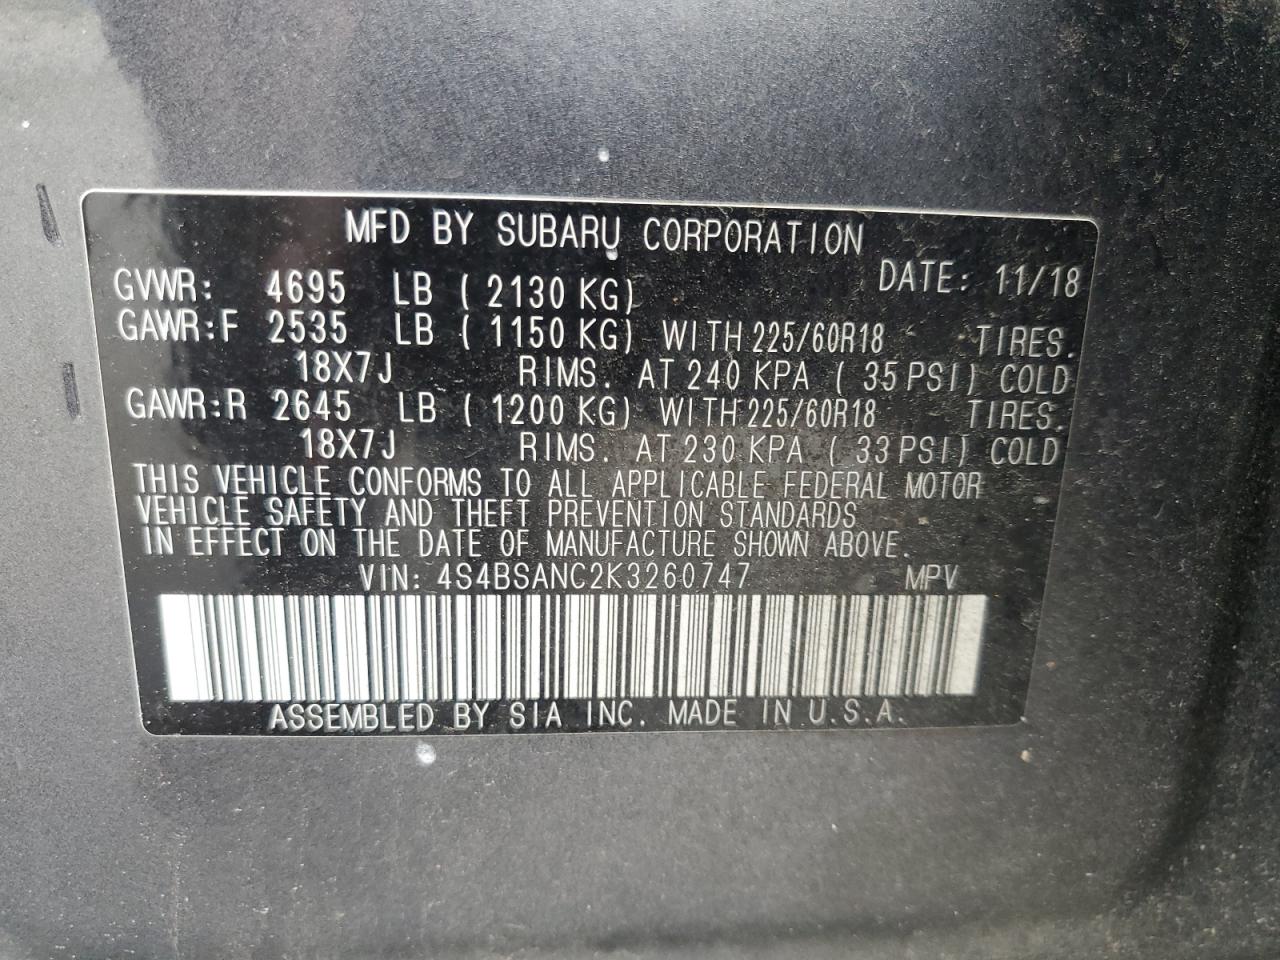 MFD BY SUBARU CORPORATION
DATE: 11/18
GVWR: 4695 LB ( 2130 KG)
GAWR:F 2535 LB ( 1150 KG) WITH 225/60R18 TIRES.
18X7J RIMS. AT 240 KPA ( 35 PSI) COLD
GAWR:R 2645 LB ( 1200 KG) WITH 225/60R18 TIRES.
18X7J RIMS. AT 230 KPA ( 33 PSI) COLD
THIS VEHICLE CONFORMS TO ALL APPLICABLE FEDERAL MOTOR
VEHICLE SAFETY AND THEFT PREVENTION STANDARDS
IN EFFECT ON THE DATE OF MANUFACTURE SHOWN ABOVE.
VIN: 4S4BSANC2K3260747 MPV
ASSEMBLED BY SIA INC. MADE IN U.S.A.